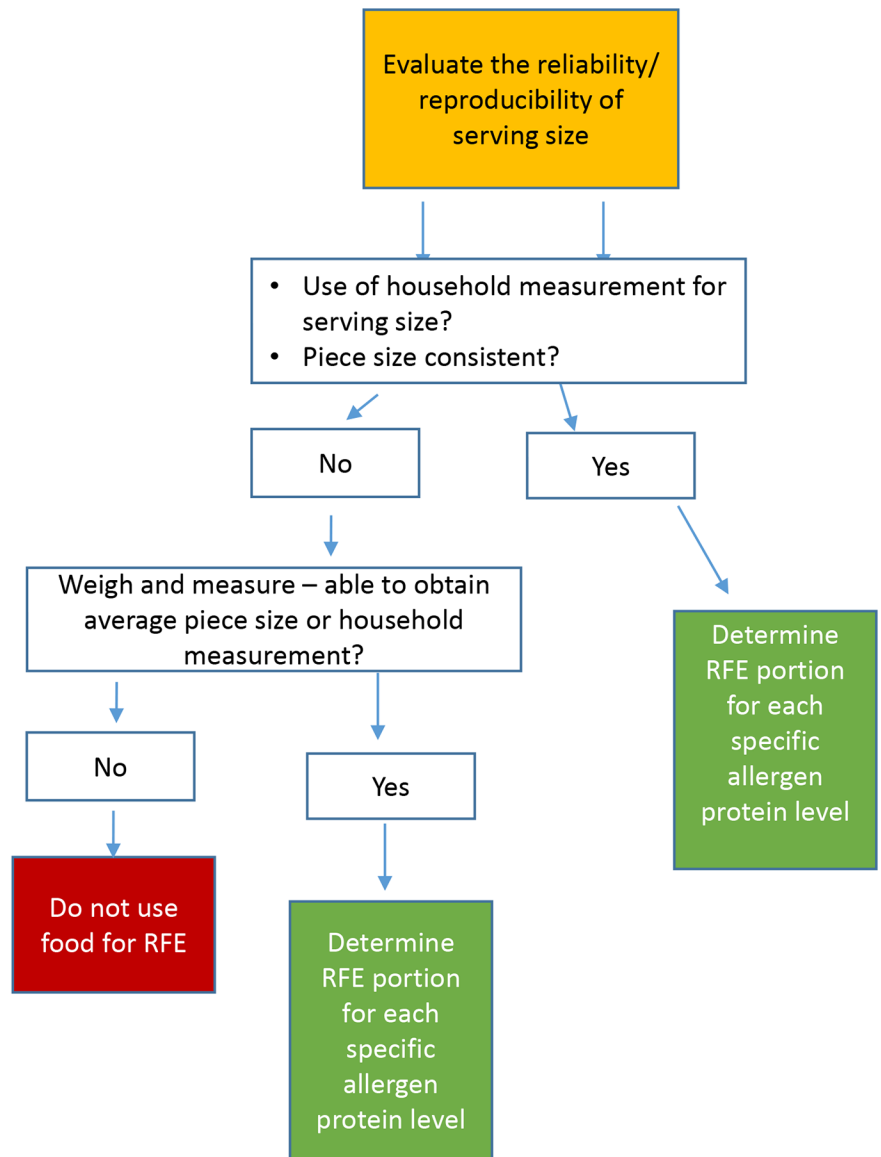 Evaluate the reliability/
reproducibility of
serving size
• Use of household measurement for
serving size?
• Piece size consistent?
No
Yes
Weigh and measure – able to obtain
average piece size or household
measurement?
Determine
RFE portion
for each
specific
allergen
protein level
No
Yes
Do not use
food for RFE
Determine
RFE portion
for each
specific
allergen
protein level